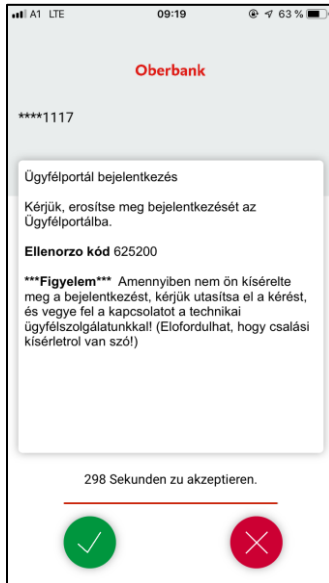 A1 LTE 09:19 63 %
Oberbank
****1117
Ügyfélportál bejelentkezés
Kérjük, erosítse meg bejelentkezését az
Ügyfélportálba.
Ellenorzo kód 625200
***Figyelem*** Amennyiben nem ön kísérelte
meg a bejelentkezést, kérjük utasítsa el a kérést,
és vegye fel a kapcsolatot a technikai
ügyfélszolgálatunkkal! (Elofordulhat, hogy csalási
kísérletrol van szó!)
298 Sekunden zu akzeptieren.